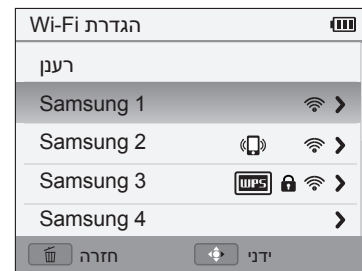 הגדרת Wi-Fi
רענן
Samsung 1
Samsung 2
Samsung 3 WPS
Samsung 4
חזרה ידני